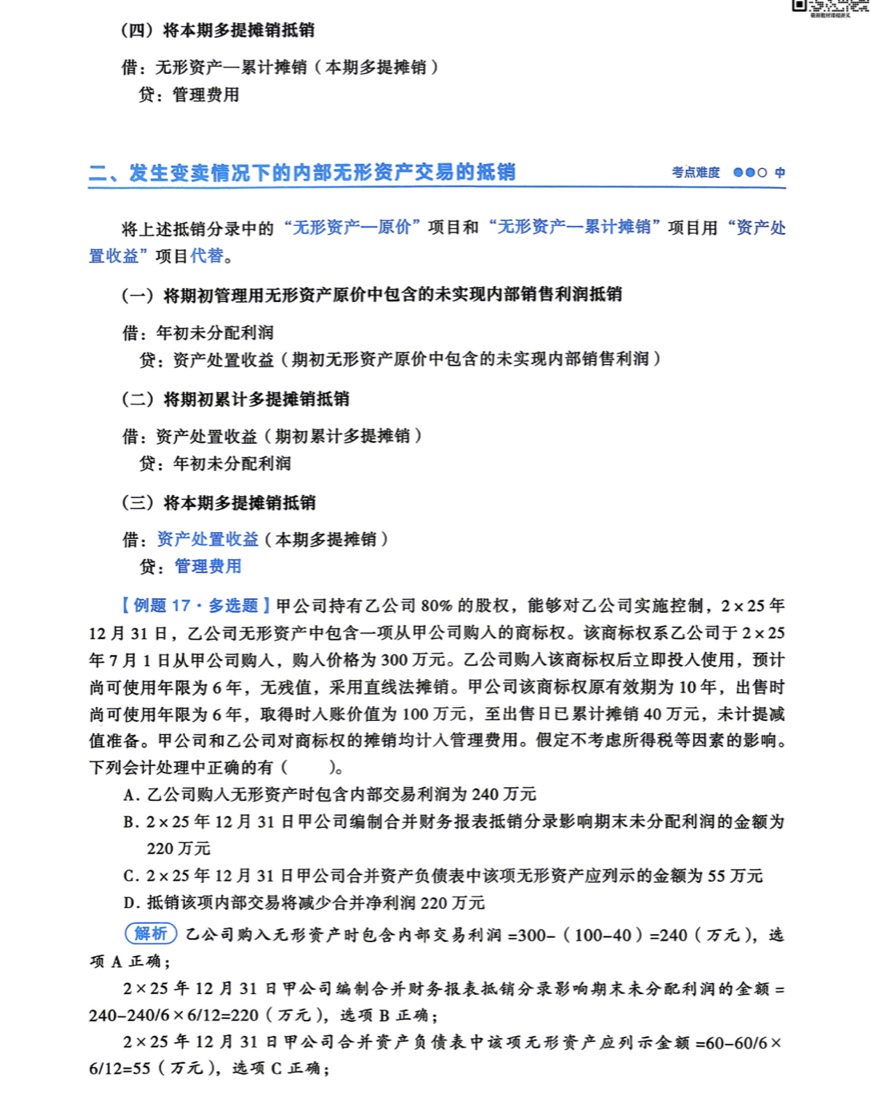 （四）将本期多提摊销抵销
借：无形资产—累计摊销（本期多提摊销）
贷：管理费用
二、发生变卖情况下的内部无形资产交易的抵销
考点难度 ●●○ 中
将上述抵销分录中的“无形资产—原价”项目和“无形资产—累计摊销”项目用“资产处
置收益”项目代替。
（一）将期初管理用无形资产原价中包含的未实现内部销售利润抵销
借：年初未分配利润
贷：资产处置收益（期初无形资产原价中包含的未实现内部销售利润）
（二）将期初累计多提摊销抵销
借：资产处置收益（期初累计多提摊销）
贷：年初未分配利润
（三）将本期多提摊销抵销
借：资产处置收益（本期多提摊销）
贷：管理费用
【例题 17·多选题】甲公司持有乙公司 80% 的股权，能够对乙公司实施控制，2×25 年
12 月 31 日，乙公司无形资产中包含一项从甲公司购入的商标权。该商标权系乙公司于 2×25
年 7 月 1 日从甲公司购入，购入价格为 300 万元。乙公司购入该商标权后立即投入使用，预计
尚可使用年限为 6 年，无残值，采用直线法摊销。甲公司该商标权原有效期为 10 年，出售时
尚可使用年限为 6 年，取得时入账价值为 100 万元，至出售日已累计摊销 40 万元，未计提减
值准备。甲公司和乙公司对商标权的摊销均计入管理费用。假定不考虑所得税等因素的影响。
下列会计处理中正确的有（　　）。
A. 乙公司购入无形资产时包含内部交易利润为 240 万元
B. 2×25 年 12 月 31 日甲公司编制合并财务报表抵销分录影响期末未分配利润的金额为
220 万元
C. 2×25 年 12 月 31 日甲公司合并资产负债表中该项无形资产应列示的金额为 55 万元
D. 抵销该项内部交易将减少合并净利润 220 万元
解析 乙公司购入无形资产时包含内部交易利润 =300-（100-40）=240（万元），选
项 A 正确；
2×25 年 12 月 31 日甲公司编制合并财务报表抵销分录影响期末未分配利润的金额 =
240-240/6×6/12=220（万元），选项 B 正确；
2×25 年 12 月 31 日甲公司合并资产负债表中该项无形资产应列示金额 =60-60/6×
6/12=55（万元），选项 C 正确；